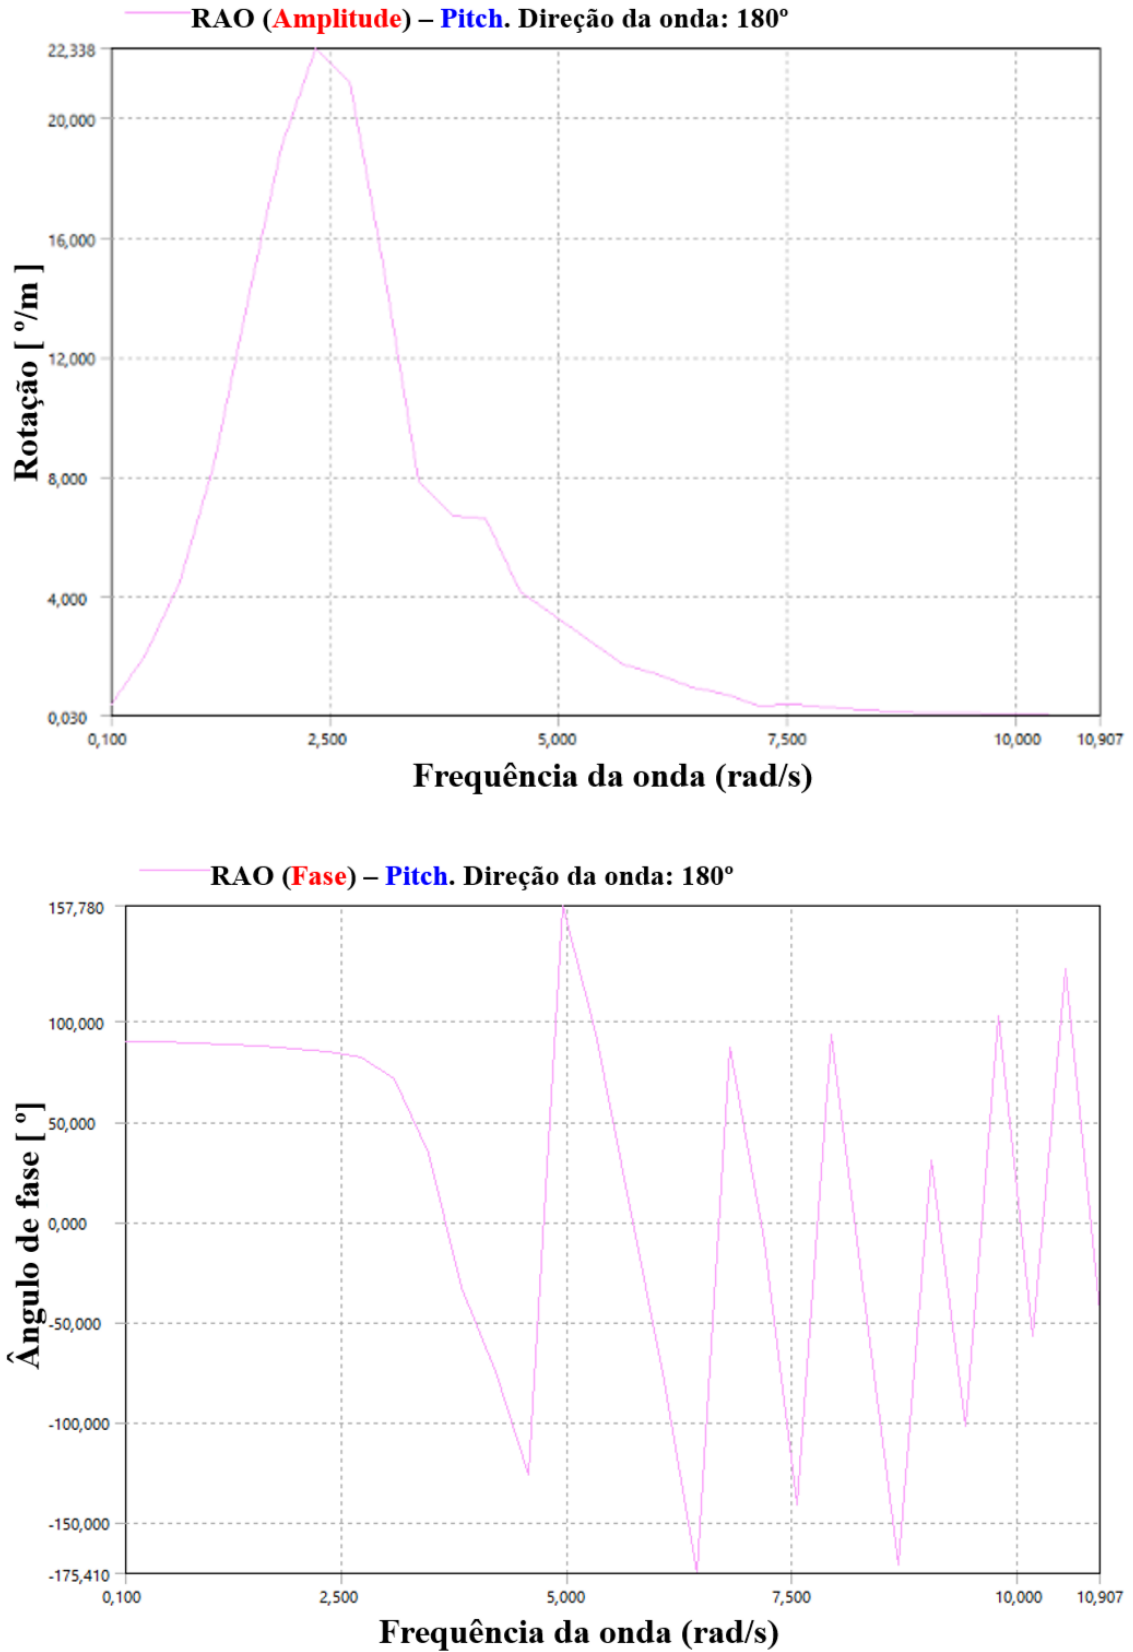 RAO (Amplitude) – Pitch. Direção da onda: 180º
22,338
20,000
16,000
12,000
8,000
4,000
0,030
Rotação [ º/m ]
0,100 2,500 5,000 7,500 10,000 10,907
Frequência da onda (rad/s)
RAO (Fase) – Pitch. Direção da onda: 180º
157,780
100,000
50,000
0,000
-50,000
-100,000
-150,000
-175,410
Ângulo de fase [ º]
0,100 2,500 5,000 7,500 10,000 10,907
Frequência da onda (rad/s)